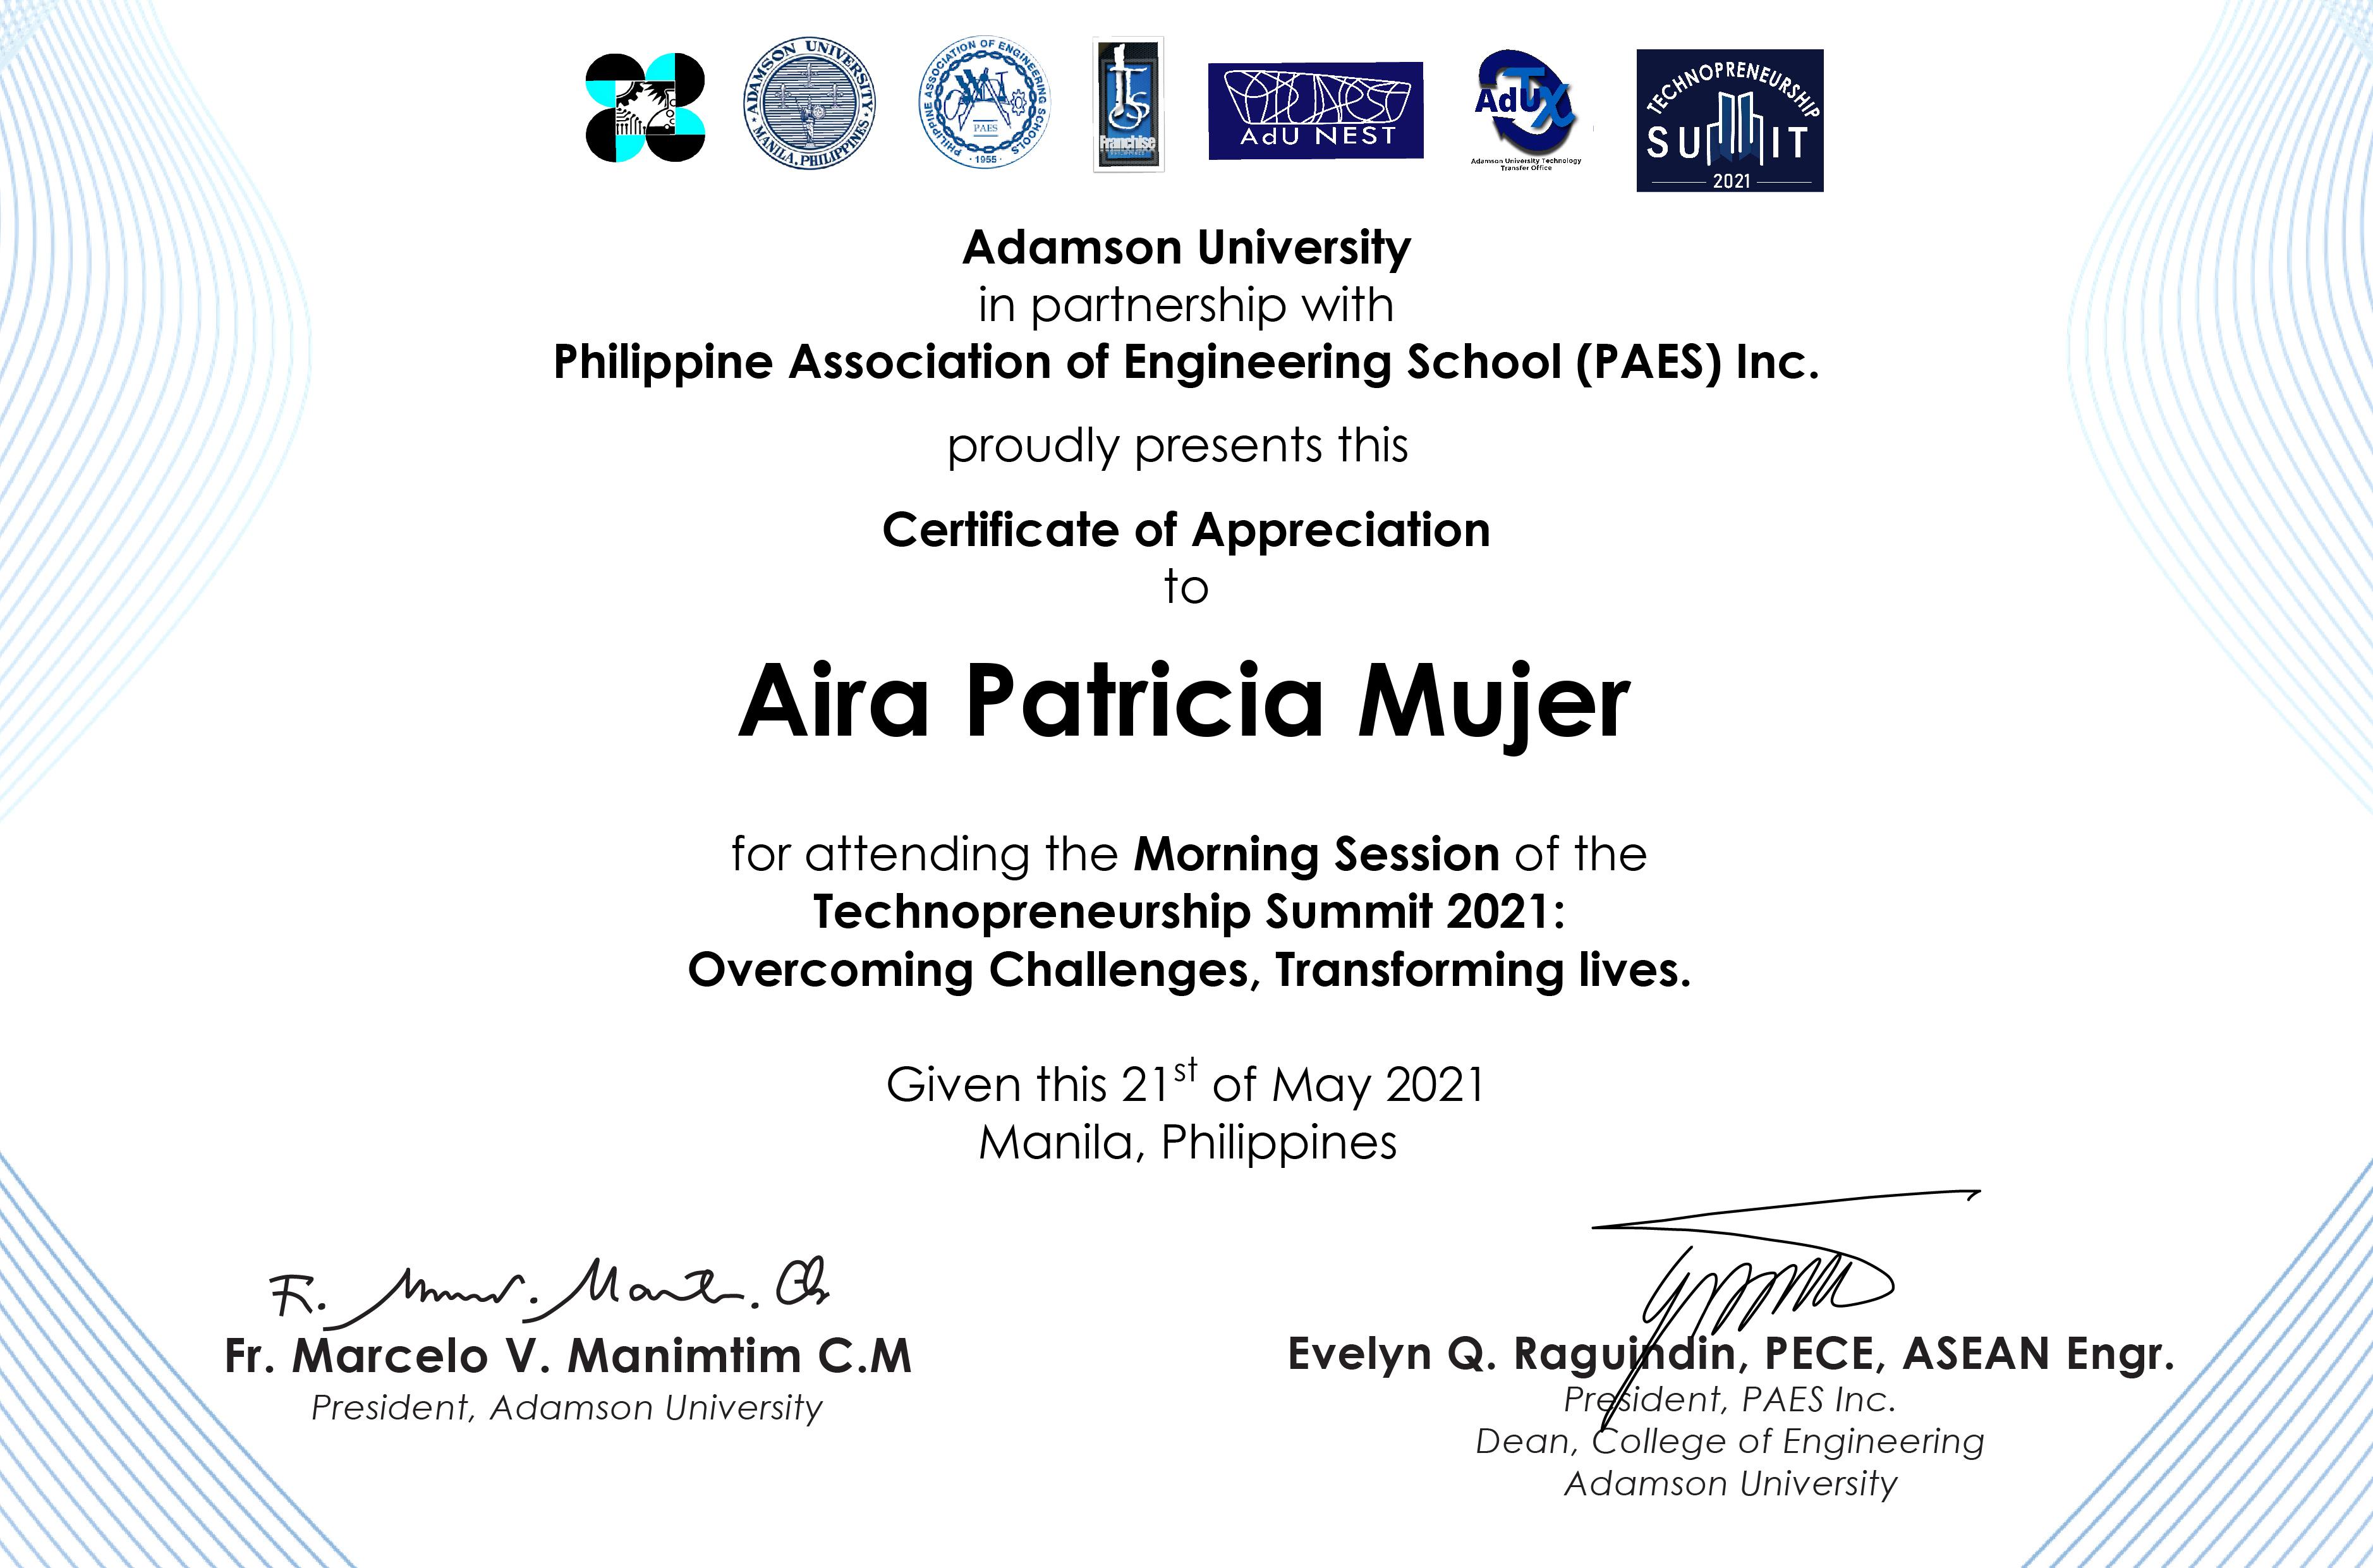 ADAMSON UNIVERSITY
MANILA, PHILIPPINES
PHILIPPINE ASSOCIATION OF ENGINEERING SCHOOLS
PAES
1955
Franchise
AdU NEST
AdUTX
Adamson University Technology
Transfer Office
TECHNOPRENEURSHIP
SUMMIT
2021
Adamson University
in partnership with
Philippine Association of Engineering School (PAES) Inc.
proudly presents this
Certificate of Appreciation
to
Aira Patricia Mujer
for attending the Morning Session of the
Technopreneurship Summit 2021:
Overcoming Challenges, Transforming lives.
Given this 21st of May 2021
Manila, Philippines
Fr. Marcelo V. Manimtim C.M
President, Adamson University
Evelyn Q. Raguindin, PECE, ASEAN Engr.
President, PAES Inc.
Dean, College of Engineering
Adamson University